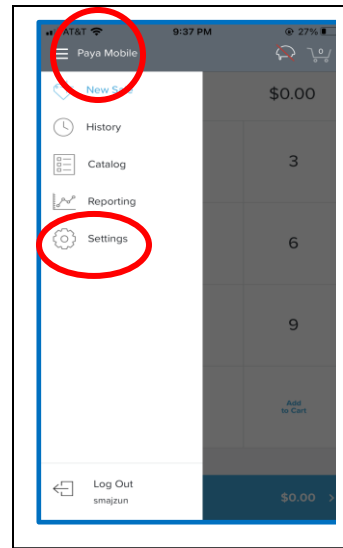 AT&T 9:37 PM 27%
Paya Mobile 0
New Sale $0.00
History
Catalog 3
Reporting
Settings 6
9
Add
to Cart
Log Out
smajzun $0.00 >